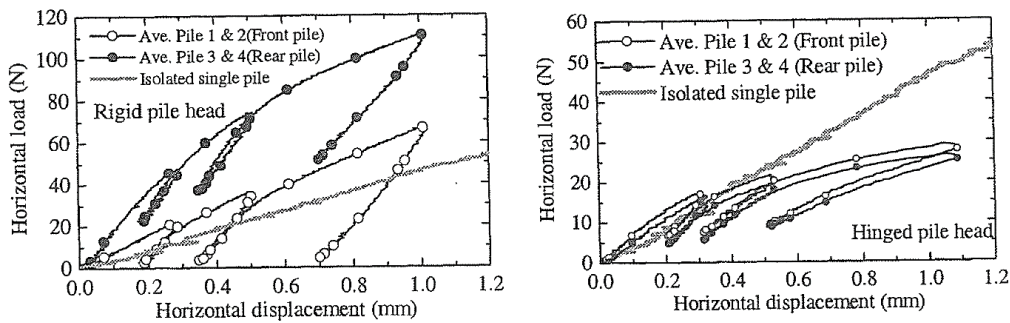 120
100
80
60
40
20
0
Horizontal load (N)
Ave. Pile 1 & 2(Front pile)
Ave. Pile 3 & 4(Rear pile)
Isolated single pile
Rigid pile head
0.0 0.2 0.4 0.6 0.8 1.0 1.2
Horizontal displacement (mm)
60
50
40
30
20
10
0
Horizontal load (N)
Ave. Pile 1 & 2 (Front pile)
Ave. Pile 3 & 4 (Rear pile)
Isolated single pile
Hinged pile head
0.0 0.2 0.4 0.6 0.8 1.0 1.2
Horizontal displacement (mm)